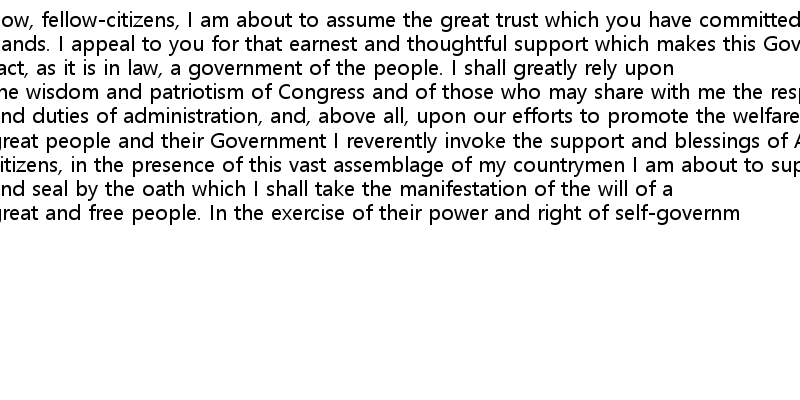 ow, fellow-citizens, I am about to assume the great trust which you have committed
ands. I appeal to you for that earnest and thoughtful support which makes this Gov
act, as it is in law, a government of the people. I shall greatly rely upon
he wisdom and patriotism of Congress and of those who may share with me the resp
nd duties of administration, and, above all, upon our efforts to promote the welfare
great people and their Government I reverently invoke the support and blessings of A
itizens, in the presence of this vast assemblage of my countrymen I am about to sup
nd seal by the oath which I shall take the manifestation of the will of a
great and free people. In the exercise of their power and right of self-governm